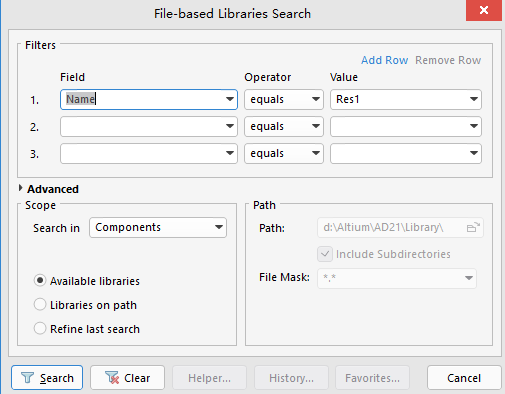 File-based Libraries Search
Filters
Add Row Remove Row
Field Operator Value
1. Name equals Res1
2. equals
3. equals
Advanced
Scope
Search in Components
Available libraries
Libraries on path
Refine last search
Path
Path: d:\Altium\AD21\Library\
Include Subdirectories
File Mask: *.*
Search Clear Helper... History... Favorites... Cancel